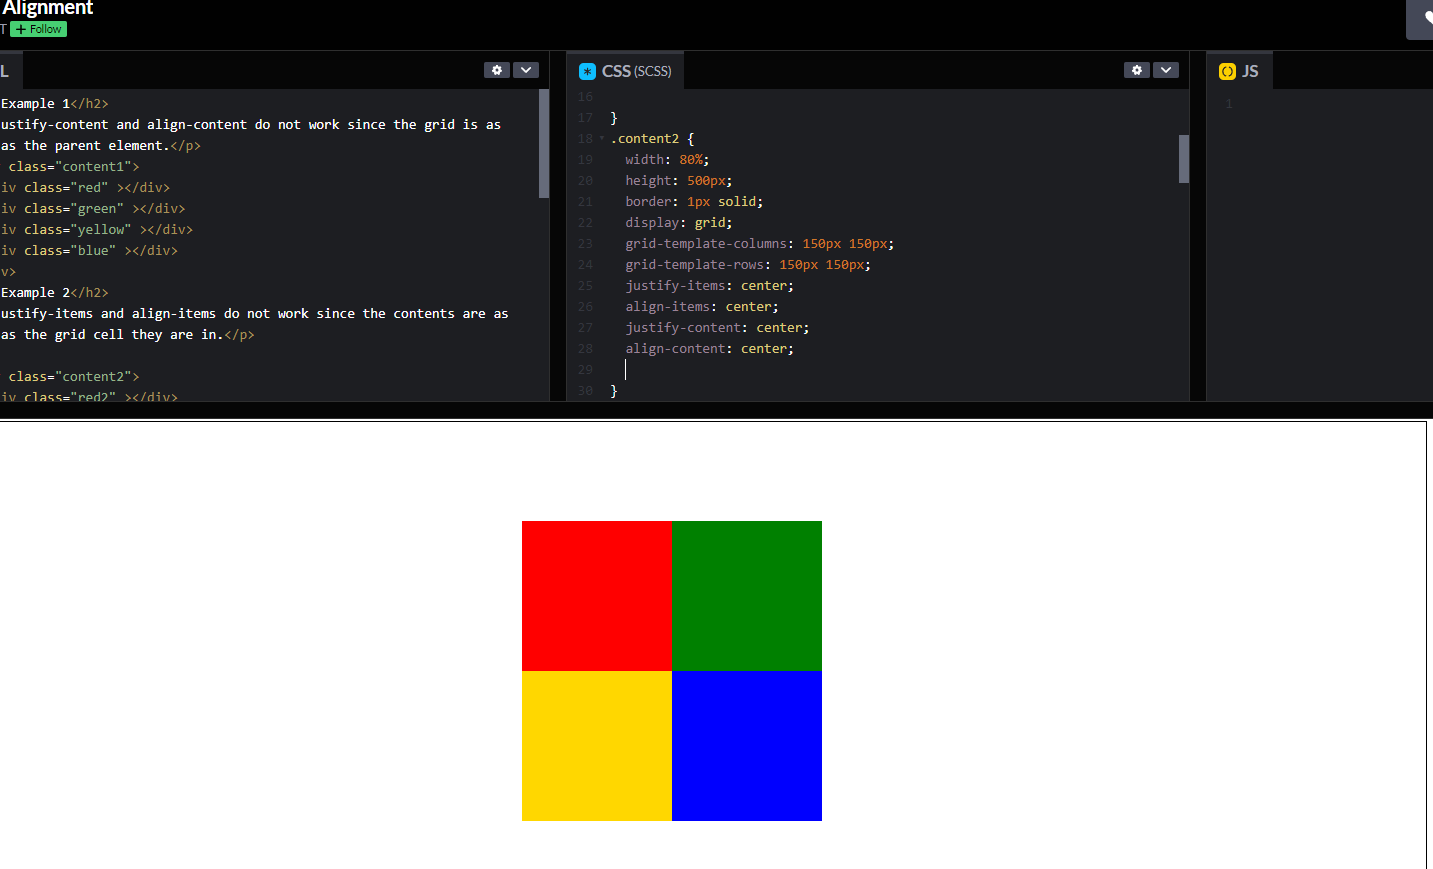 Alignment
T + Follow
L
Example 1</h2>
ustify-content and align-content do not work since the grid is as
as the parent element.</p>
class="content1">
iv class="red" ></div>
iv class="green" ></div>
iv class="yellow" ></div>
iv class="blue" ></div>
v>
Example 2</h2>
ustify-items and align-items do not work since the contents are as
as the grid cell they are in.</p>
class="content2">
iv class="red2" ></div>
CSS (SCSS)
16
17 }
18 .content2 {
19 width: 80%;
20 height: 500px;
21 border: 1px solid;
22 display: grid;
23 grid-template-columns: 150px 150px;
24 grid-template-rows: 150px 150px;
25 justify-items: center;
26 align-items: center;
27 justify-content: center;
28 align-content: center;
29
30 }
JS
1